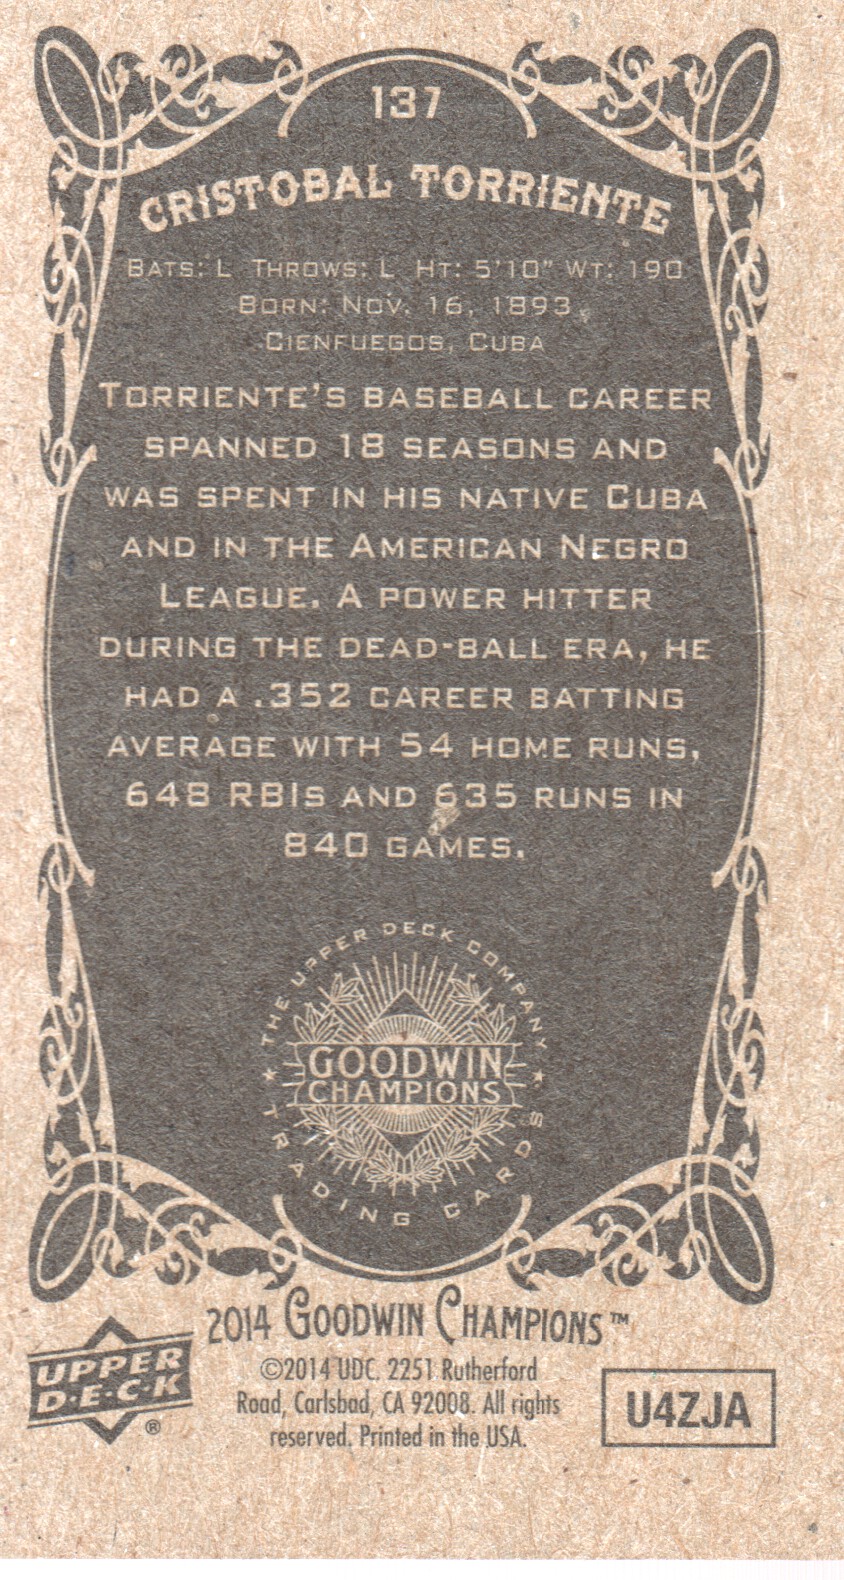 137
CRISTOBAL TORRIENTE
BATS: L THROWS: L HT: 5'10" WT: 190
BORN: NOV. 16, 1893
CIENFUEGOS, CUBA
TORRIENTE'S BASEBALL CAREER
SPANNED 18 SEASONS AND
WAS SPENT IN HIS NATIVE CUBA
AND IN THE AMERICAN NEGRO
LEAGUE. A POWER HITTER
DURING THE DEAD-BALL ERA, HE
HAD A .352 CAREER BATTING
AVERAGE WITH 54 HOME RUNS,
648 RBIS AND 635 RUNS IN
840 GAMES.
THE UPPER DECK COMPANY
GOODWIN
CHAMPIONS
TRADING CARDS
2014 GOODWIN CHAMPIONS™
UPPER
D·E·C·K
®
©2014 UDC. 2251 Rutherford
Road, Carlsbad, CA 92008. All rights
reserved. Printed in the USA.
U4ZJA